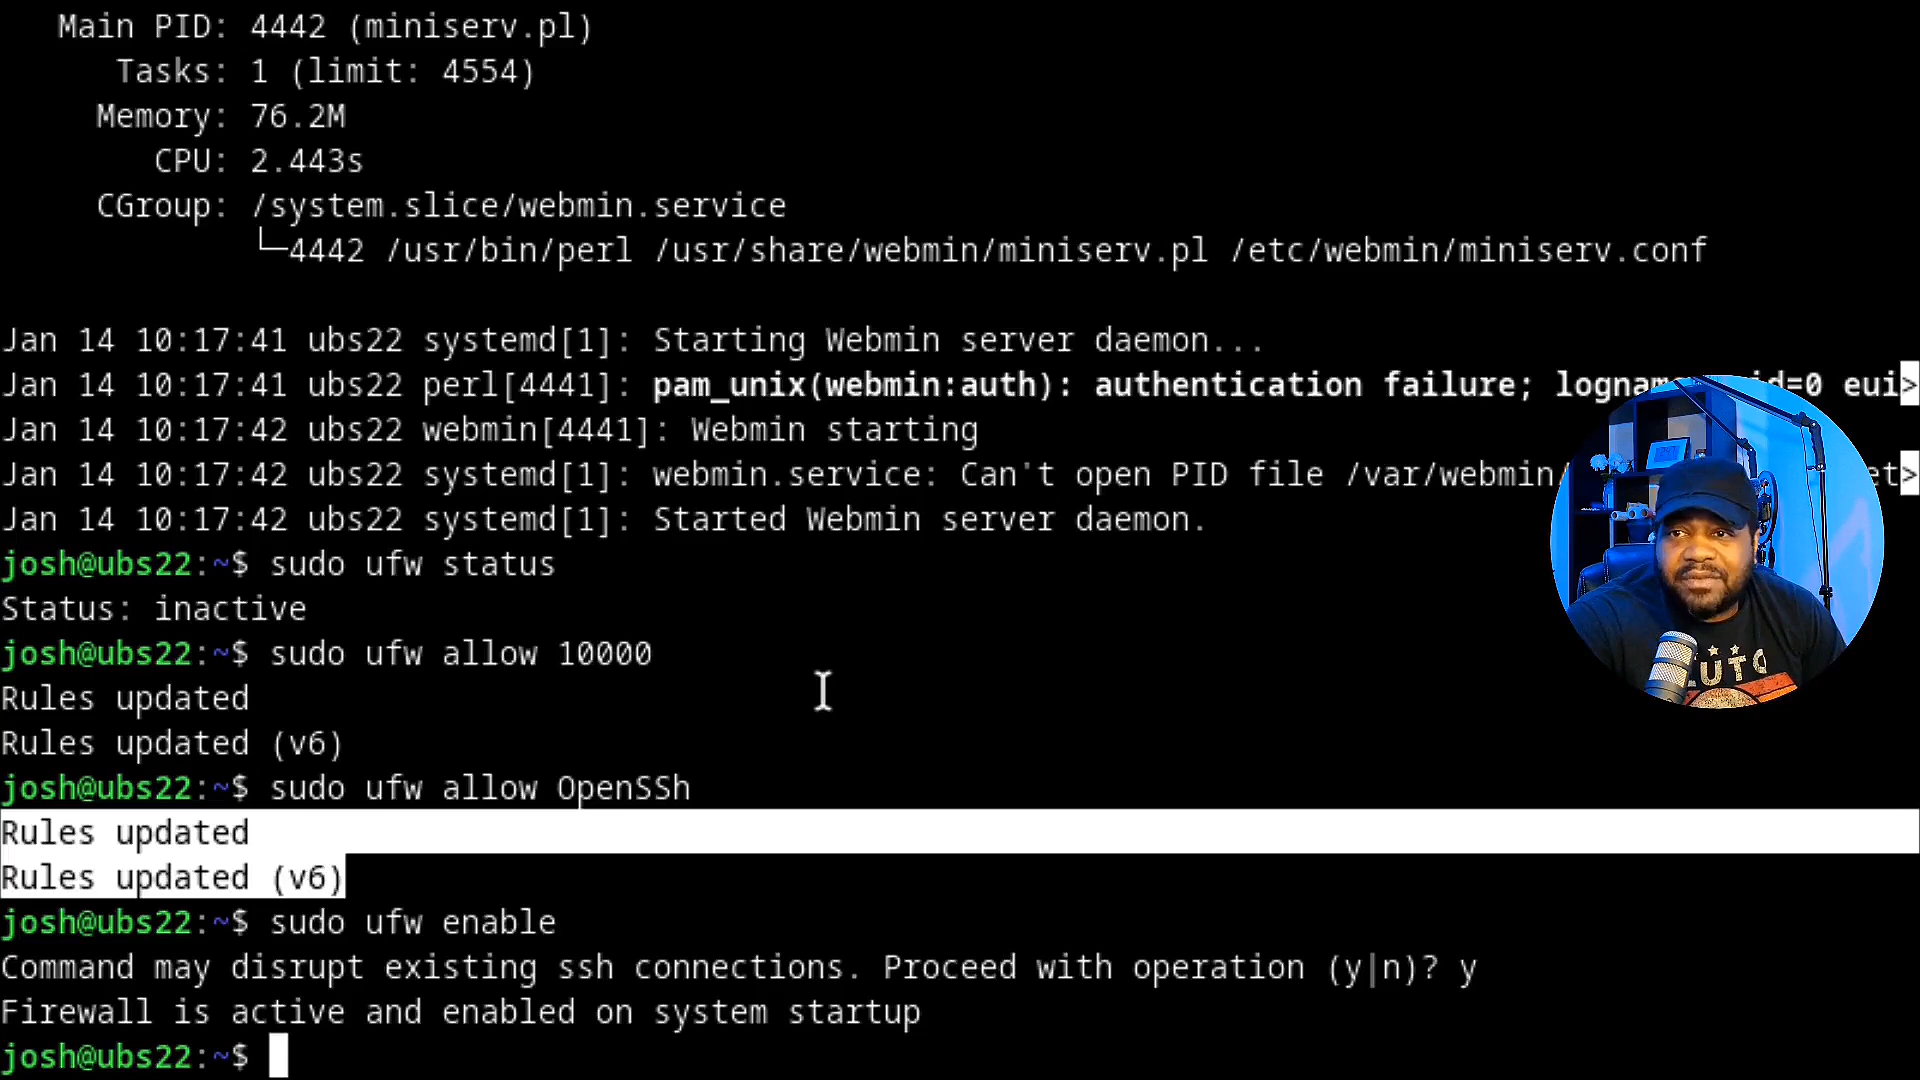 Main PID: 4442 (miniserv.pl)
Tasks: 1 (limit: 4554)
Memory: 76.2M
CPU: 2.443s
CGroup: /system.slice/webmin.service
└─4442 /usr/bin/perl /usr/share/webmin/miniserv.pl /etc/webmin/miniserv.conf
Jan 14 10:17:41 ubs22 systemd[1]: Starting Webmin server daemon...
Jan 14 10:17:41 ubs22 perl[4441]: pam_unix(webmin:auth): authentication failure; eui>
Jan 14 10:17:42 ubs22 webmin[4441]: Webmin starting
Jan 14 10:17:42 ubs22 systemd[1]: webmin.service: Can't open PID file /var/webmin/
Jan 14 10:17:42 ubs22 systemd[1]: Started Webmin server daemon.
josh@ubs22:~$ sudo ufw status
Status: inactive
josh@ubs22:~$ sudo ufw allow 10000
Rules updated
Rules updated (v6)
josh@ubs22:~$ sudo ufw allow OpenSSh
Rules updated
Rules updated (v6)
josh@ubs22:~$ sudo ufw enable
Command may disrupt existing ssh connections. Proceed with operation (y|n)? y
Firewall is active and enabled on system startup
josh@ubs22:~$